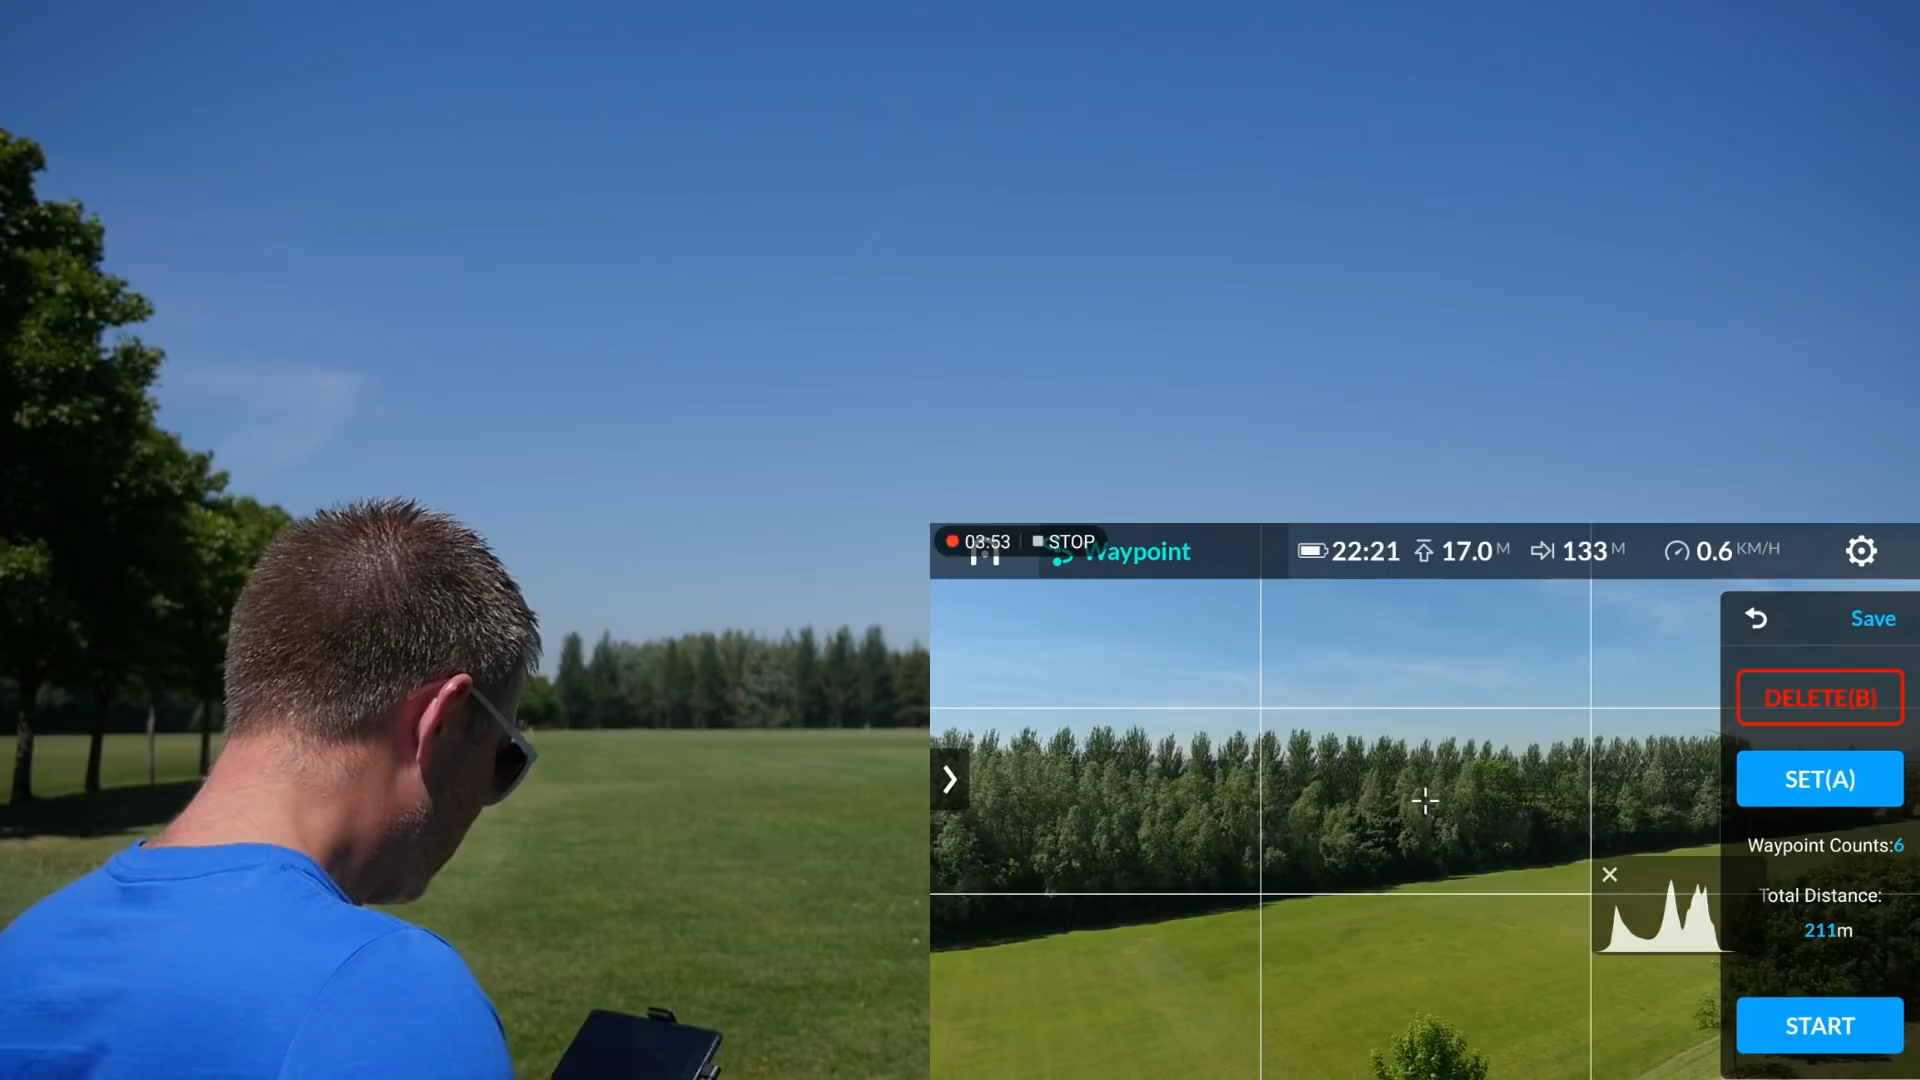 03:53 STOP Waypoint 22:21 17.0 M 133 M 0.6 KM/H
Save
DELETE(B)
SET(A)
Waypoint Counts:6
Total Distance:
211m
START